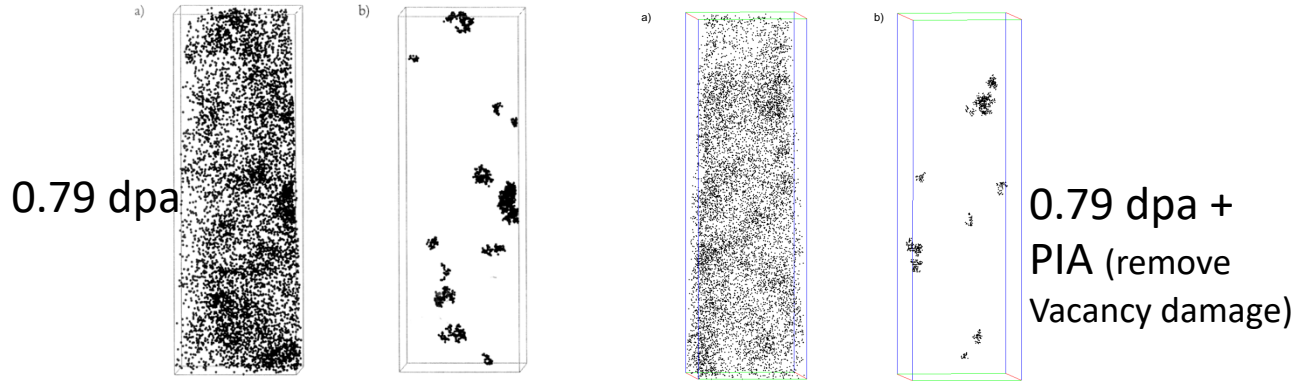 a)
b)
a)
b)
0.79 dpa
0.79 dpa +
PIA (remove
Vacancy damage)